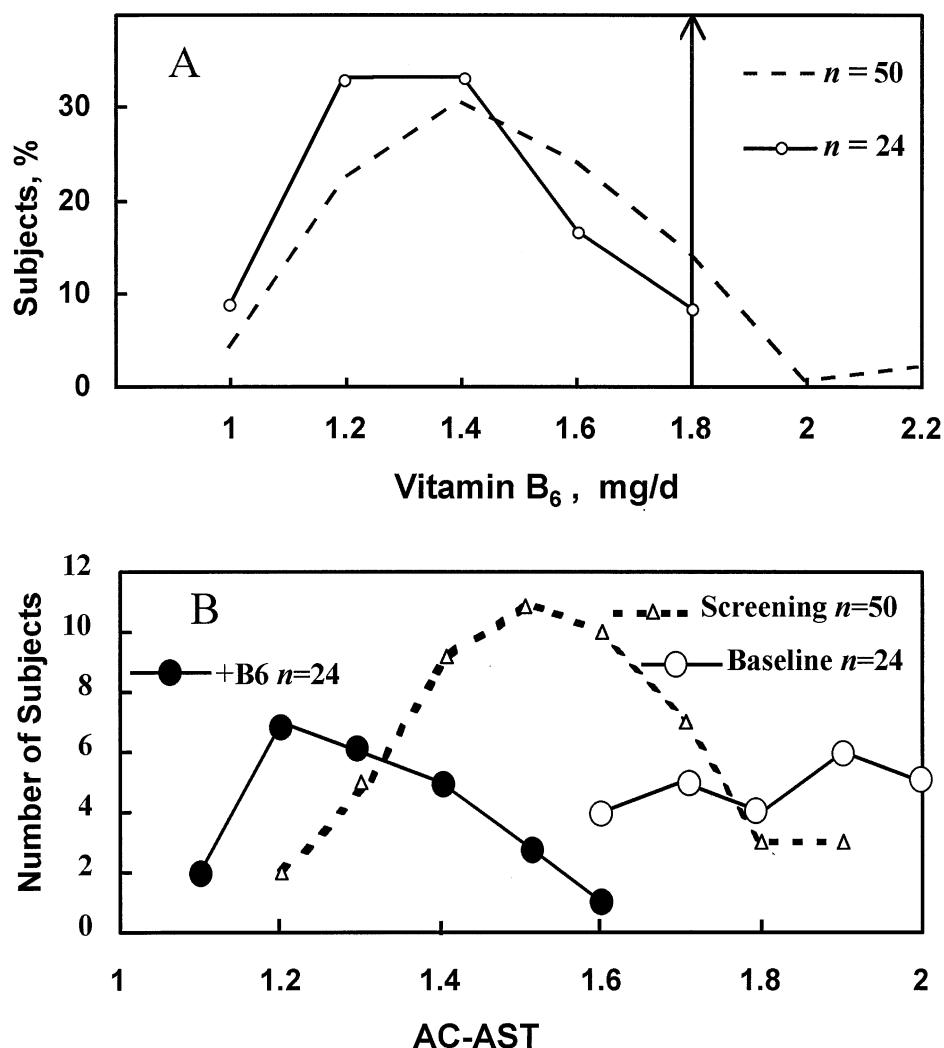 A
n = 50
n = 24
30
20
10
0
Subjects, %
1 1.2 1.4 1.6 1.8 2 2.2
Vitamin B₆ , mg/d
12
B
Screening n=50
10
+B6 n=24
Baseline n=24
8
6
4
2
0
Number of Subjects
1 1.2 1.4 1.6 1.8 2
AC-AST